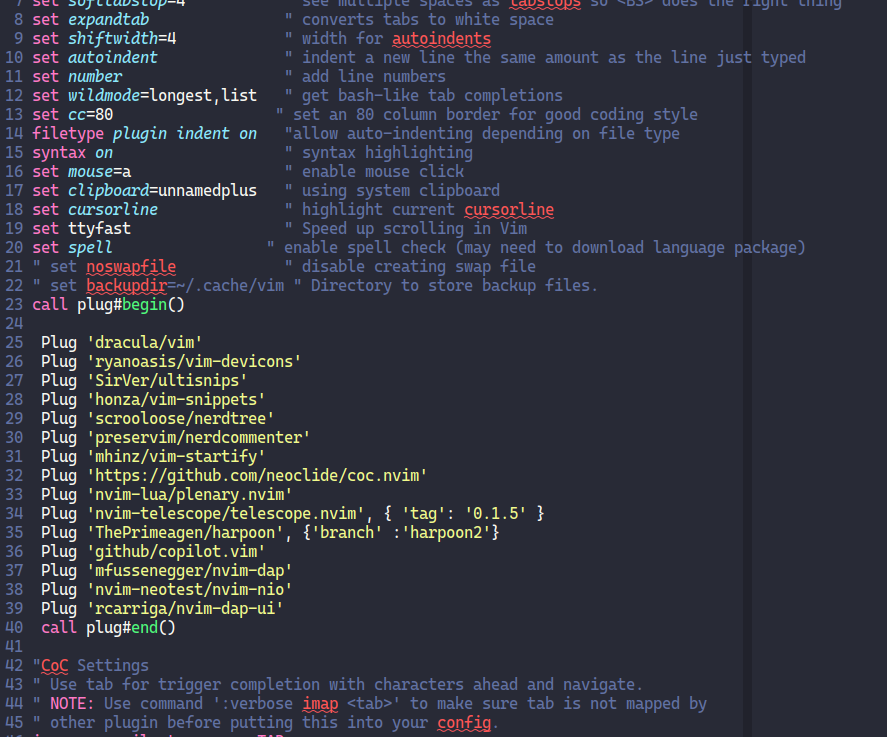 7 set softtabstop=4           " see multiple spaces as tabstops so <BS> does the right thing
8 set expandtab               " converts tabs to white space
9 set shiftwidth=4            " width for autoindents
10 set autoindent              " indent a new line the same amount as the line just typed
11 set number                  " add line numbers
12 set wildmode=longest,list   " get bash-like tab completions
13 set cc=80                  " set an 80 column border for good coding style
14 filetype plugin indent on   "allow auto-indenting depending on file type
15 syntax on                   " syntax highlighting
16 set mouse=a                 " enable mouse click
17 set clipboard=unnamedplus   " using system clipboard
18 set cursorline              " highlight current cursorline
19 set ttyfast                 " Speed up scrolling in Vim
20 set spell                 " enable spell check (may need to download language package)
21 " set noswapfile            " disable creating swap file
22 " set backupdir=~/.cache/vim " Directory to store backup files.
23 call plug#begin()
24
25  Plug 'dracula/vim'
26  Plug 'ryanoasis/vim-devicons'
27  Plug 'SirVer/ultisnips'
28  Plug 'honza/vim-snippets'
29  Plug 'scrooloose/nerdtree'
30  Plug 'preservim/nerdcommenter'
31  Plug 'mhinz/vim-startify'
32  Plug 'https://github.com/neoclide/coc.nvim'
33  Plug 'nvim-lua/plenary.nvim'
34  Plug 'nvim-telescope/telescope.nvim', { 'tag': '0.1.5' }
35  Plug 'ThePrimeagen/harpoon', {'branch' :'harpoon2'}
36  Plug 'github/copilot.vim'
37  Plug 'mfussenegger/nvim-dap'
38  Plug 'nvim-neotest/nvim-nio'
39  Plug 'rcarriga/nvim-dap-ui'
40  call plug#end()
41
42 "CoC Settings
43 " Use tab for trigger completion with characters ahead and navigate.
44 " NOTE: Use command ':verbose imap <tab>' to make sure tab is not mapped by
45 " other plugin before putting this into your config.